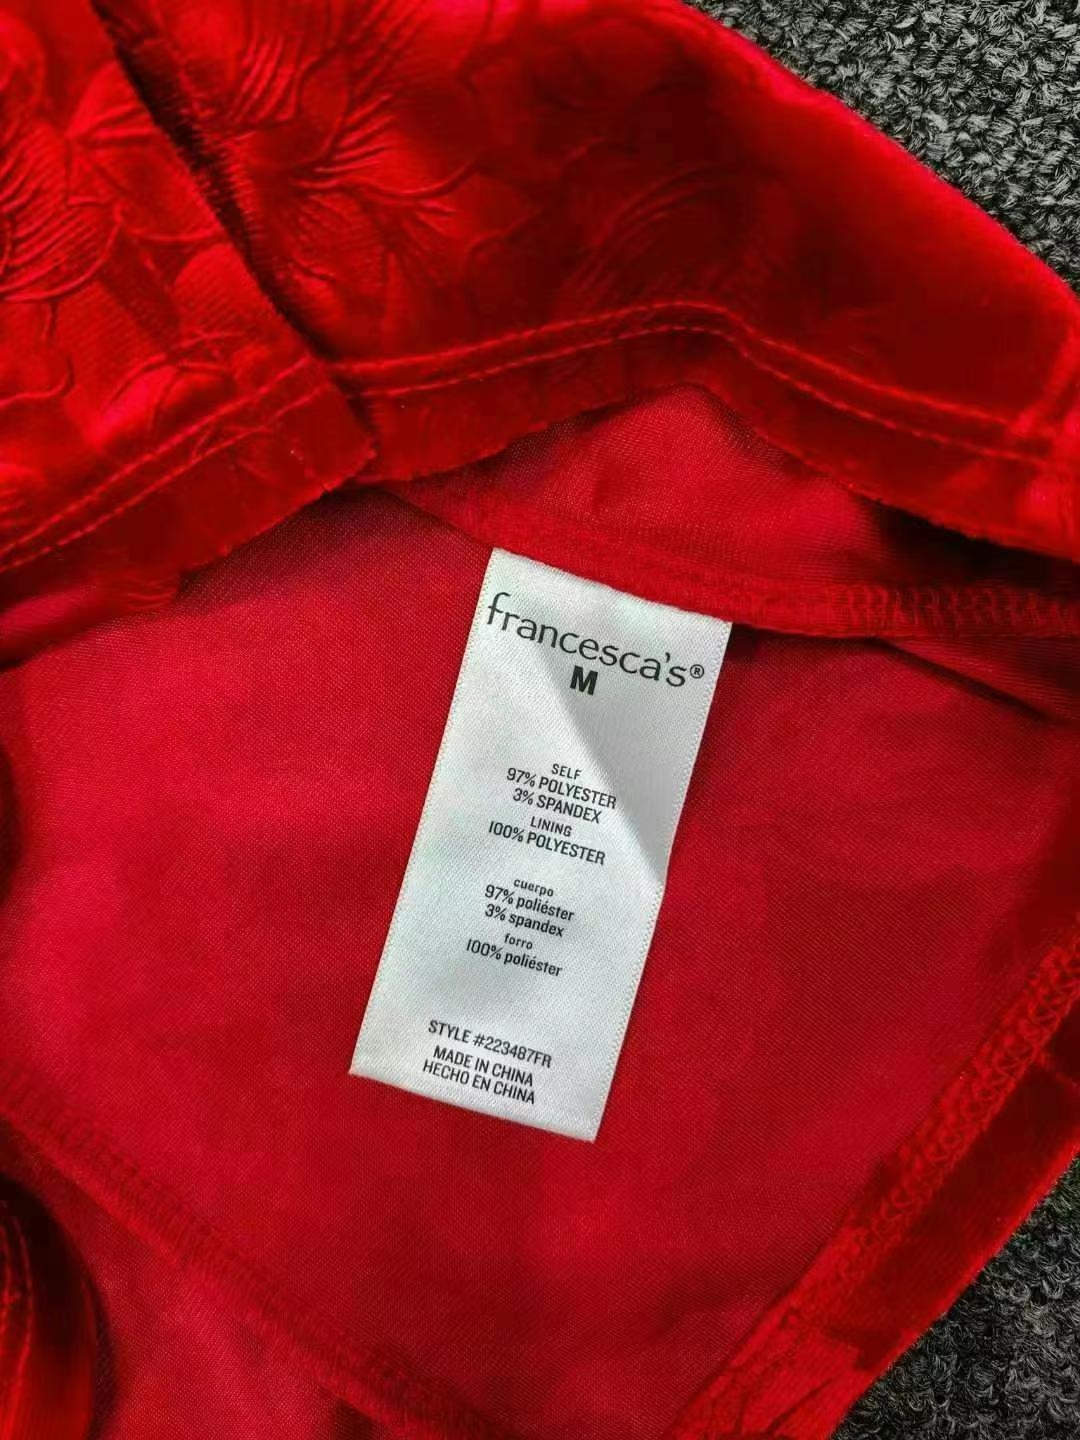 francesca's®
M
SELF
97% POLYESTER
3% SPANDEX
LINING
100% POLYESTER
cuerpo
97% poliéster
3% spandex
forro
100% poliéster
STYLE #223487FR
MADE IN CHINA
HECHO EN CHINA